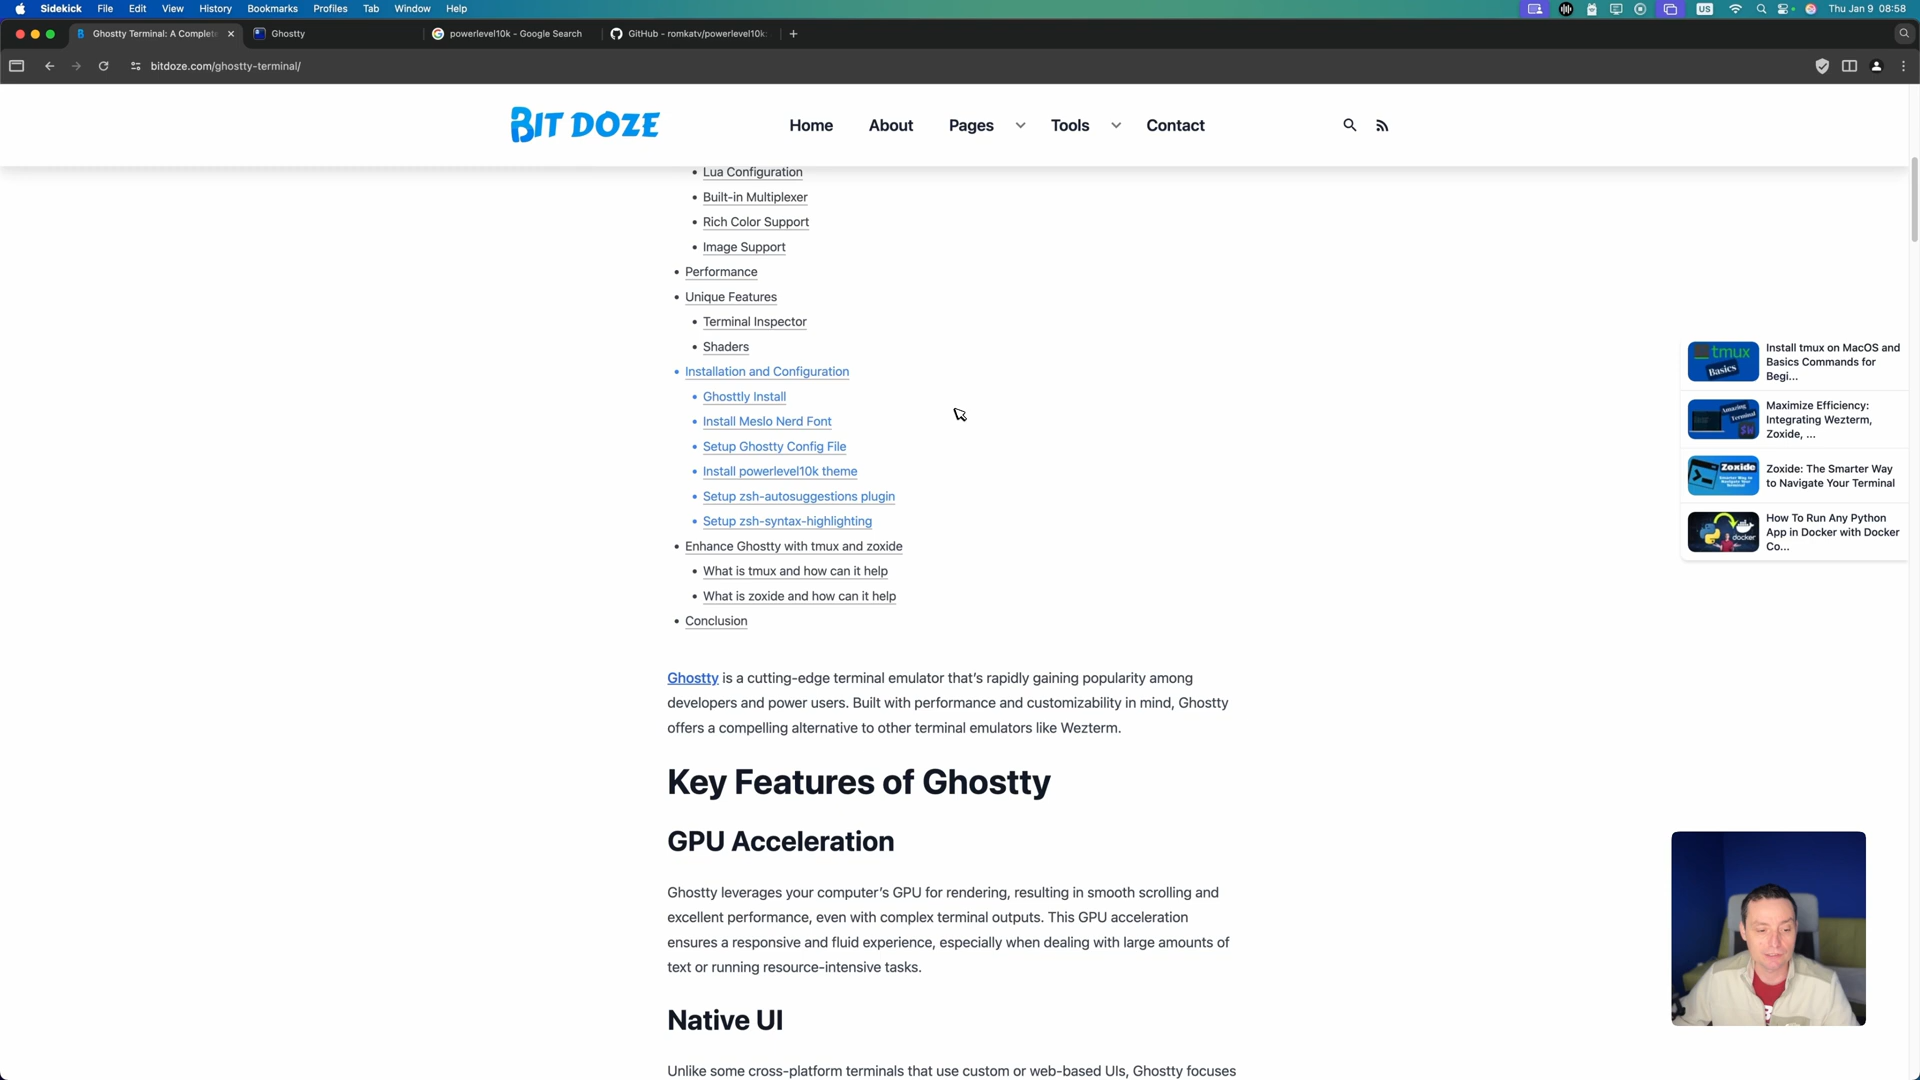 Sidekick File Edit View History Bookmarks Profiles Tab Window Help US Thu Jan 9 08:58
Ghostty Terminal: A Complete Ghostty powerlevel10k - Google Search GitHub - romkatv/powerlevel10k:
bitdoze.com/ghostty-terminal/
BIT DOZE Home About Pages Tools Contact
Lua Configuration
Built-in Multiplexer
Rich Color Support
Image Support
Performance
Unique Features
Terminal Inspector
Shaders
Installation and Configuration
Ghosttly Install
Install Meslo Nerd Font
Setup Ghostty Config File
Install powerlevel10k theme
Setup zsh-autosuggestions plugin
Setup zsh-syntax-highlighting
Enhance Ghostty with tmux and zoxide
What is tmux and how can it help
What is zoxide and how can it help
Conclusion
Ghostty is a cutting-edge terminal emulator that's rapidly gaining popularity among
developers and power users. Built with performance and customizability in mind, Ghostty
offers a compelling alternative to other terminal emulators like Wezterm.
Key Features of Ghostty
GPU Acceleration
Ghostty leverages your computer's GPU for rendering, resulting in smooth scrolling and
excellent performance, even with complex terminal outputs. This GPU acceleration
ensures a responsive and fluid experience, especially when dealing with large amounts of
text or running resource-intensive tasks.
Native UI
Unlike some cross-platform terminals that use custom or web-based UIs, Ghostty focuses
tmux
Basics
Install tmux on MacOS and
Basics Commands for
Begi...
Amazing
Terminal
Maximize Efficiency:
Integrating Wezterm,
Zoxide, ...
Zoxide
Zoxide: The Smarter Way
to Navigate Your Terminal
docker
How To Run Any Python
App in Docker with Docker
Co...